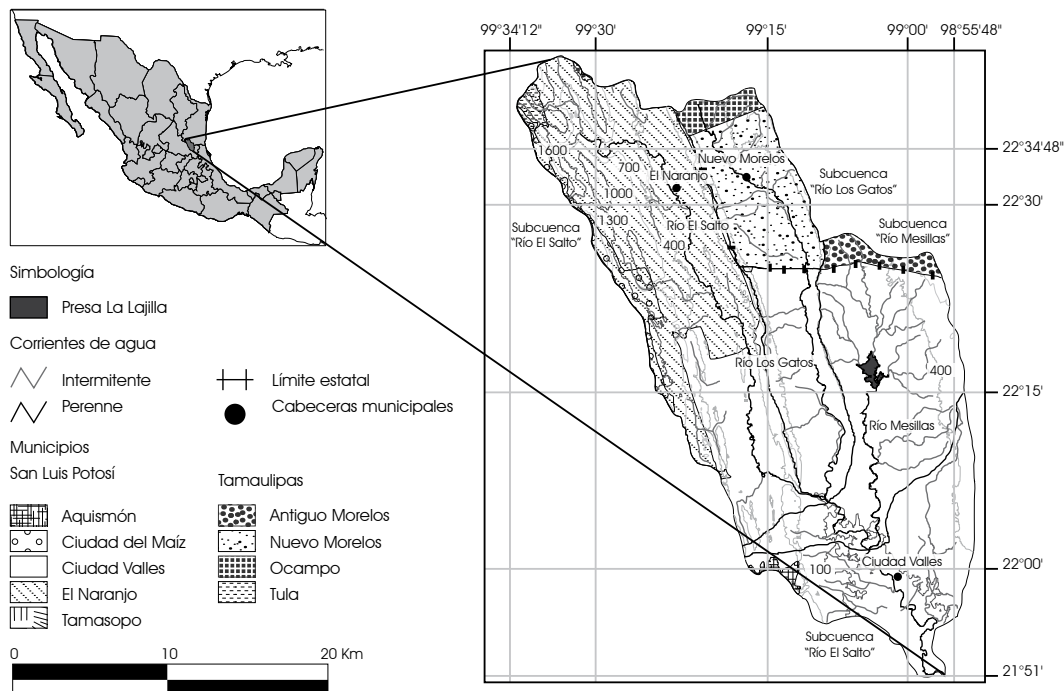 99°34'12"
99°30'
99°15'
99°00'
98°55'48"
22°34'48"
22°30'
22°15'
22°00'
21°51'
1600
700
El Naranjo
1000
1300
Nuevo Morelos
Subcuenca
"Río Los Gatos"
Subcuenca
"Río El Salto"
Río El Salto
400
Subcuenca
"Río Mesillas"
Río Los Gatos
400
Río Mesillas
100
Ciudad Valles
Subcuenca
"Río El Salto"
Simbología
Presa La Lajilla
Corrientes de agua
Intermitente
Perenne
Límite estatal
Cabeceras municipales
Municipios
San Luis Potosí
Aquismón
Ciudad del Maíz
Ciudad Valles
El Naranjo
Tamasopo
Tamaulipas
Antiguo Morelos
Nuevo Morelos
Ocampo
Tula
0 10 20 Km